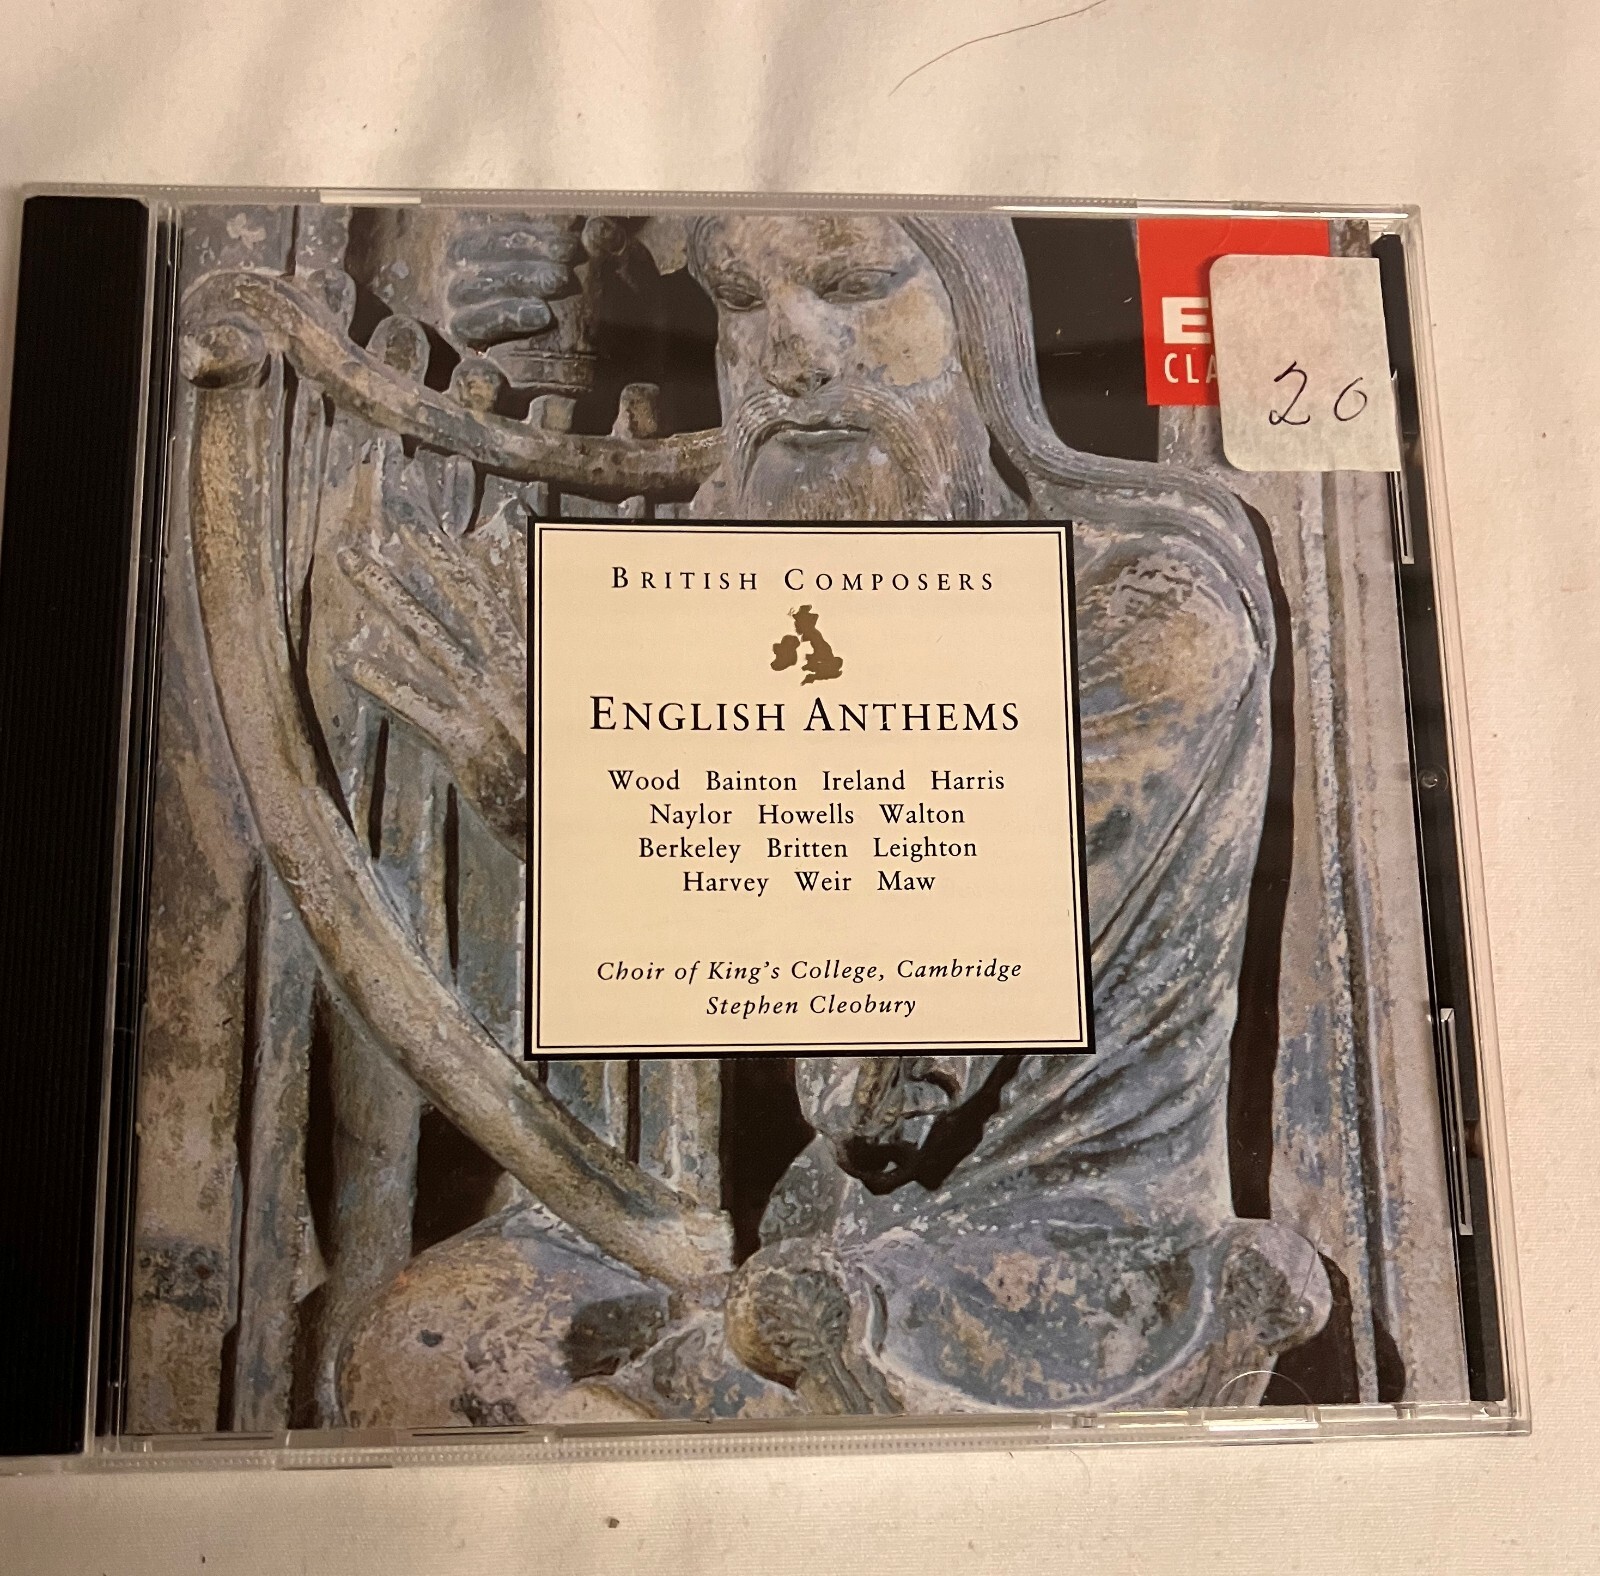 E
CLA
20
BRITISH COMPOSERS
ENGLISH ANTHEMS
Wood Bainton Ireland Harris
Naylor Howells Walton
Berkeley Britten Leighton
Harvey Weir Maw
Choir of King's College, Cambridge
Stephen Cleobury